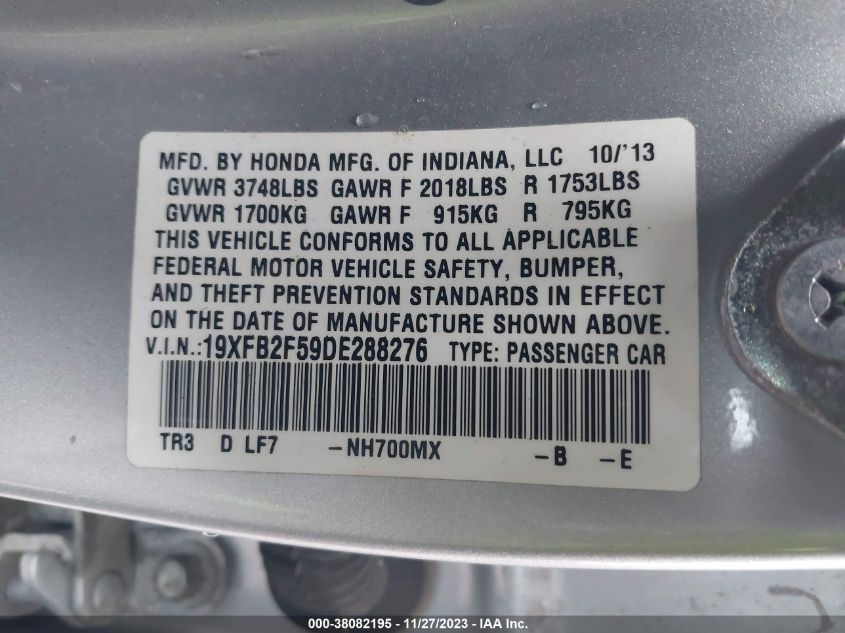 MFD. BY HONDA MFG. OF INDIANA, LLC 10/'13
GVWR 3748LBS GAWR F 2018LBS R 1753LBS
GVWR 1700KG GAWR F 915KG R 795KG
THIS VEHICLE CONFORMS TO ALL APPLICABLE
FEDERAL MOTOR VEHICLE SAFETY, BUMPER,
AND THEFT PREVENTION STANDARDS IN EFFECT
ON THE DATE OF MANUFACTURE SHOWN ABOVE.
V.I.N.:19XFB2F59DE288276 TYPE: PASSENGER CAR
TR3 D LF7 -NH700MX -B -E
000-38082195 - 11/27/2023 - IAAI.COM